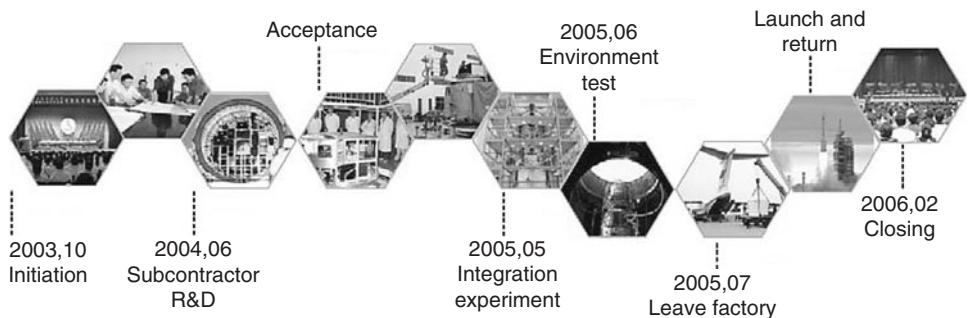 2003,10
Initiation
2004,06
Subcontractor
R&D
Acceptance
2005,05
Integration
experiment
2005,06
Environment
test
2005,07
Leave factory
Launch and
return
2006,02
Closing